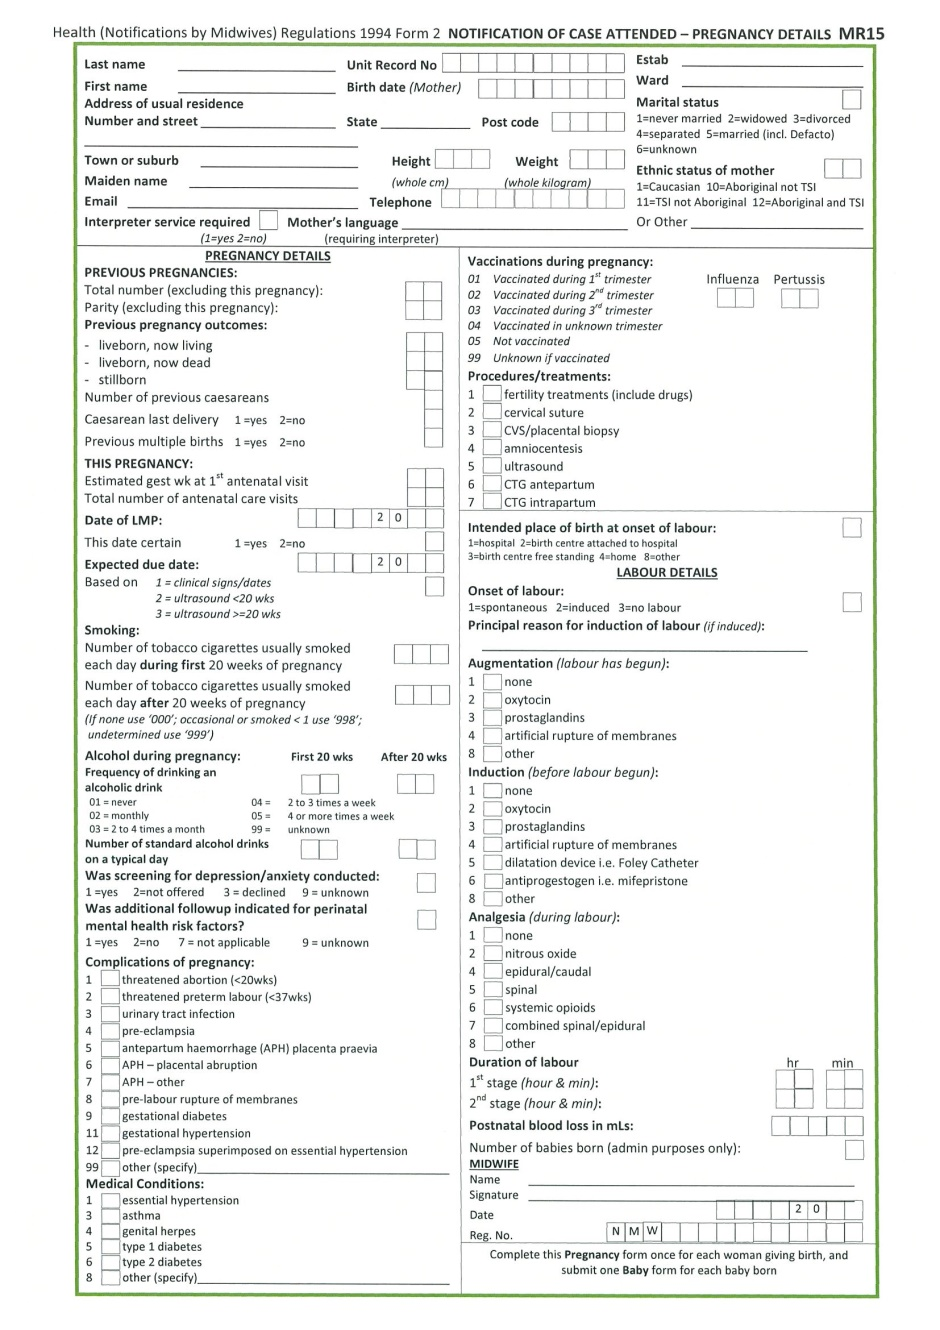 Health (Notifications by Midwives) Regulations 1994 Form 2 NOTIFICATION OF CASE ATTENDED – PREGNANCY DETAILS MR15
Last name
Unit Record No
Estab
First name
Birth date (Mother)
Ward
Address of usual residence
Number and street
State
Post code
Marital status
1=never married 2=widowed 3=divorced
4=separated 5=married (incl. Defacto)
6=unknown
Town or suburb
Height
Weight
Maiden name
(whole cm)
(whole kilogram)
Ethnic status of mother
1=Caucasian 10=Aboriginal not TSI
11=TSI not Aboriginal 12=Aboriginal and TSI
Email
Telephone
Interpreter service required
Mother's language
Or Other
(1=yes 2=no)
(requiring interpreter)
PREGNANCY DETAILS
PREVIOUS PREGNANCIES:
Total number (excluding this pregnancy):
Parity (excluding this pregnancy):
Previous pregnancy outcomes:
- liveborn, now living
- liveborn, now dead
- stillborn
Number of previous caesareans
Caesarean last delivery 1 =yes 2=no
Previous multiple births 1 =yes 2=no
THIS PREGNANCY:
Estimated gest wk at 1st antenatal visit
Total number of antenatal care visits
Date of LMP: 2 0
This date certain 1 =yes 2=no
Expected due date: 2 0
Based on 1 = clinical signs/dates
2 = ultrasound <20 wks
3 = ultrasound >=20 wks
Smoking:
Number of tobacco cigarettes usually smoked
each day during first 20 weeks of pregnancy
Number of tobacco cigarettes usually smoked
each day after 20 weeks of pregnancy
(If none use '000'; occasional or smoked < 1 use '998';
undetermined use '999')
Alcohol during pregnancy: First 20 wks After 20 wks
Frequency of drinking an
alcoholic drink
01 = never 04 = 2 to 3 times a week
02 = monthly 05 = 4 or more times a week
03 = 2 to 4 times a month 99 = unknown
Number of standard alcohol drinks
on a typical day
Was screening for depression/anxiety conducted:
1 =yes 2=not offered 3 = declined 9 = unknown
Was additional followup indicated for perinatal
mental health risk factors?
1 =yes 2=no 7 = not applicable 9 = unknown
Complications of pregnancy:
1 threatened abortion (<20wks)
2 threatened preterm labour (<37wks)
3 urinary tract infection
4 pre-eclampsia
5 antepartum haemorrhage (APH) placenta praevia
6 APH – placental abruption
7 APH – other
8 pre-labour rupture of membranes
9 gestational diabetes
11 gestational hypertension
12 pre-eclampsia superimposed on essential hypertension
99 other (specify)
Medical Conditions:
1 essential hypertension
3 asthma
4 genital herpes
5 type 1 diabetes
6 type 2 diabetes
8 other (specify)
Vaccinations during pregnancy:
01 Vaccinated during 1st trimester Influenza Pertussis
02 Vaccinated during 2nd trimester
03 Vaccinated during 3rd trimester
04 Vaccinated in unknown trimester
05 Not vaccinated
99 Unknown if vaccinated
Procedures/treatments:
1 fertility treatments (include drugs)
2 cervical suture
3 CVS/placental biopsy
4 amniocentesis
5 ultrasound
6 CTG antepartum
7 CTG intrapartum
Intended place of birth at onset of labour:
1=hospital 2=birth centre attached to hospital
3=birth centre free standing 4=home 8=other
LABOUR DETAILS
Onset of labour:
1=spontaneous 2=induced 3=no labour
Principal reason for induction of labour (if induced):
Augmentation (labour has begun):
1 none
2 oxytocin
3 prostaglandins
4 artificial rupture of membranes
8 other
Induction (before labour begun):
1 none
2 oxytocin
3 prostaglandins
4 artificial rupture of membranes
5 dilatation device i.e. Foley Catheter
6 antiprogestogen i.e. mifepristone
8 other
Analgesia (during labour):
1 none
2 nitrous oxide
4 epidural/caudal
5 spinal
6 systemic opioids
7 combined spinal/epidural
8 other
Duration of labour hr min
1st stage (hour & min):
2nd stage (hour & min):
Postnatal blood loss in mLs:
Number of babies born (admin purposes only):
MIDWIFE
Name
Signature
Date 2 0
Reg. No. N M W
Complete this Pregnancy form once for each woman giving birth, and
submit one Baby form for each baby born